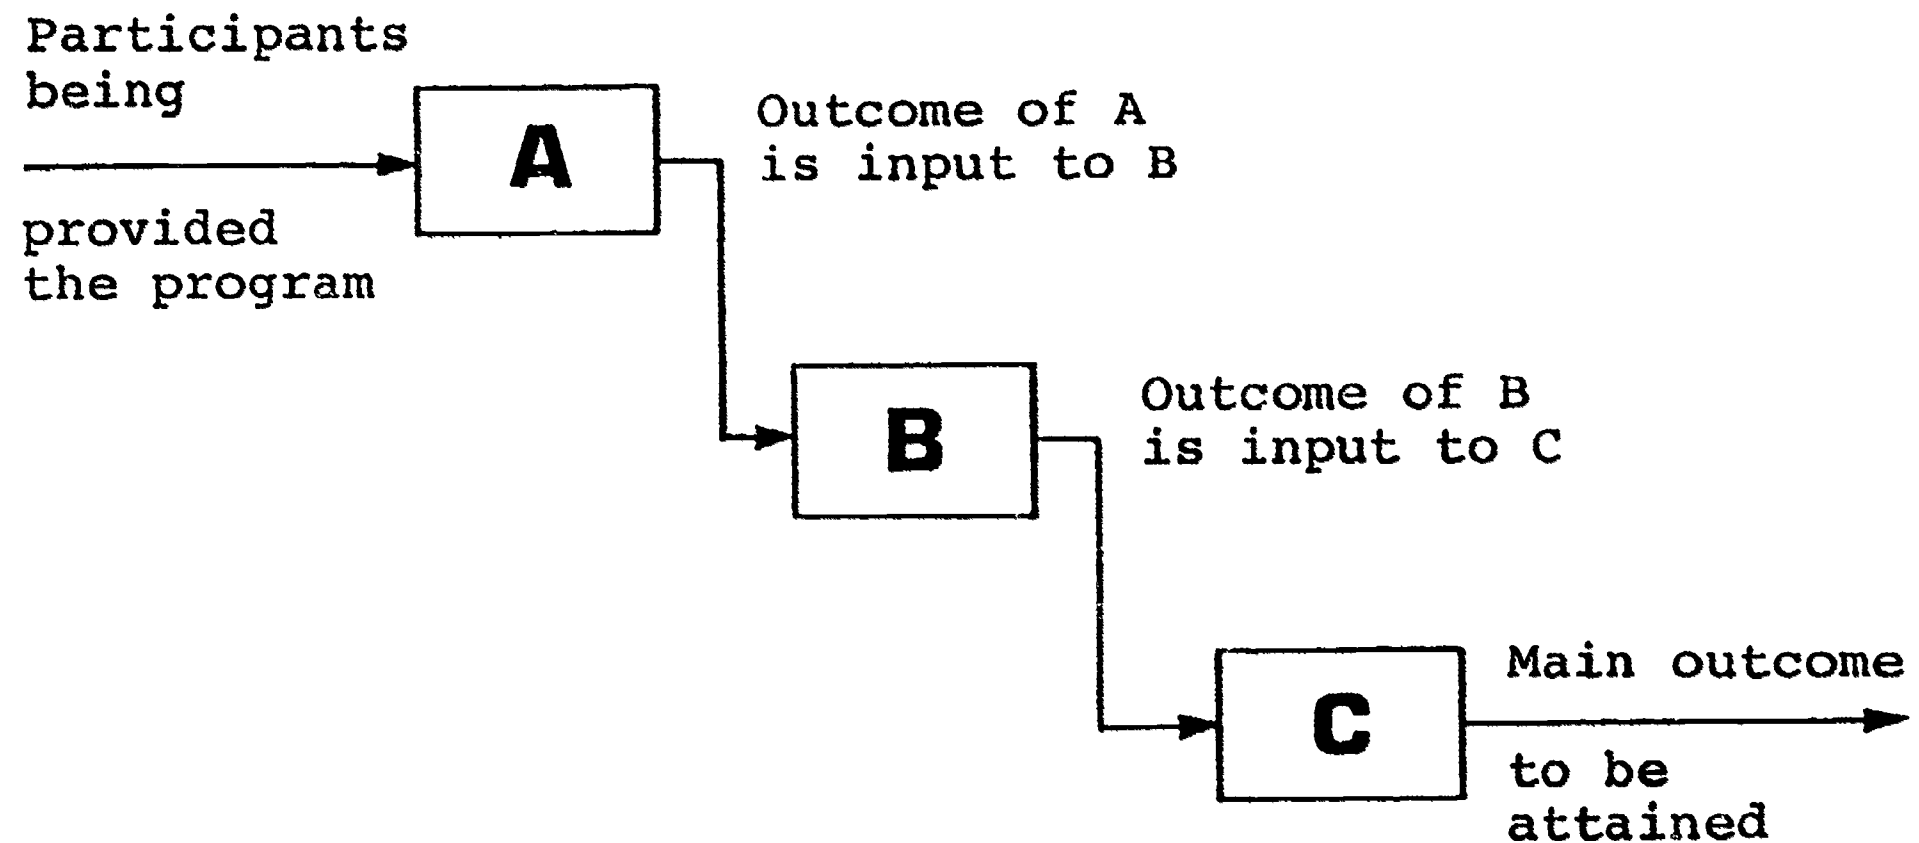 Participants
being
provided
the program
A
Outcome of A
is input to B
B
Outcome of B
is input to C
C
Main outcome
to be
attained